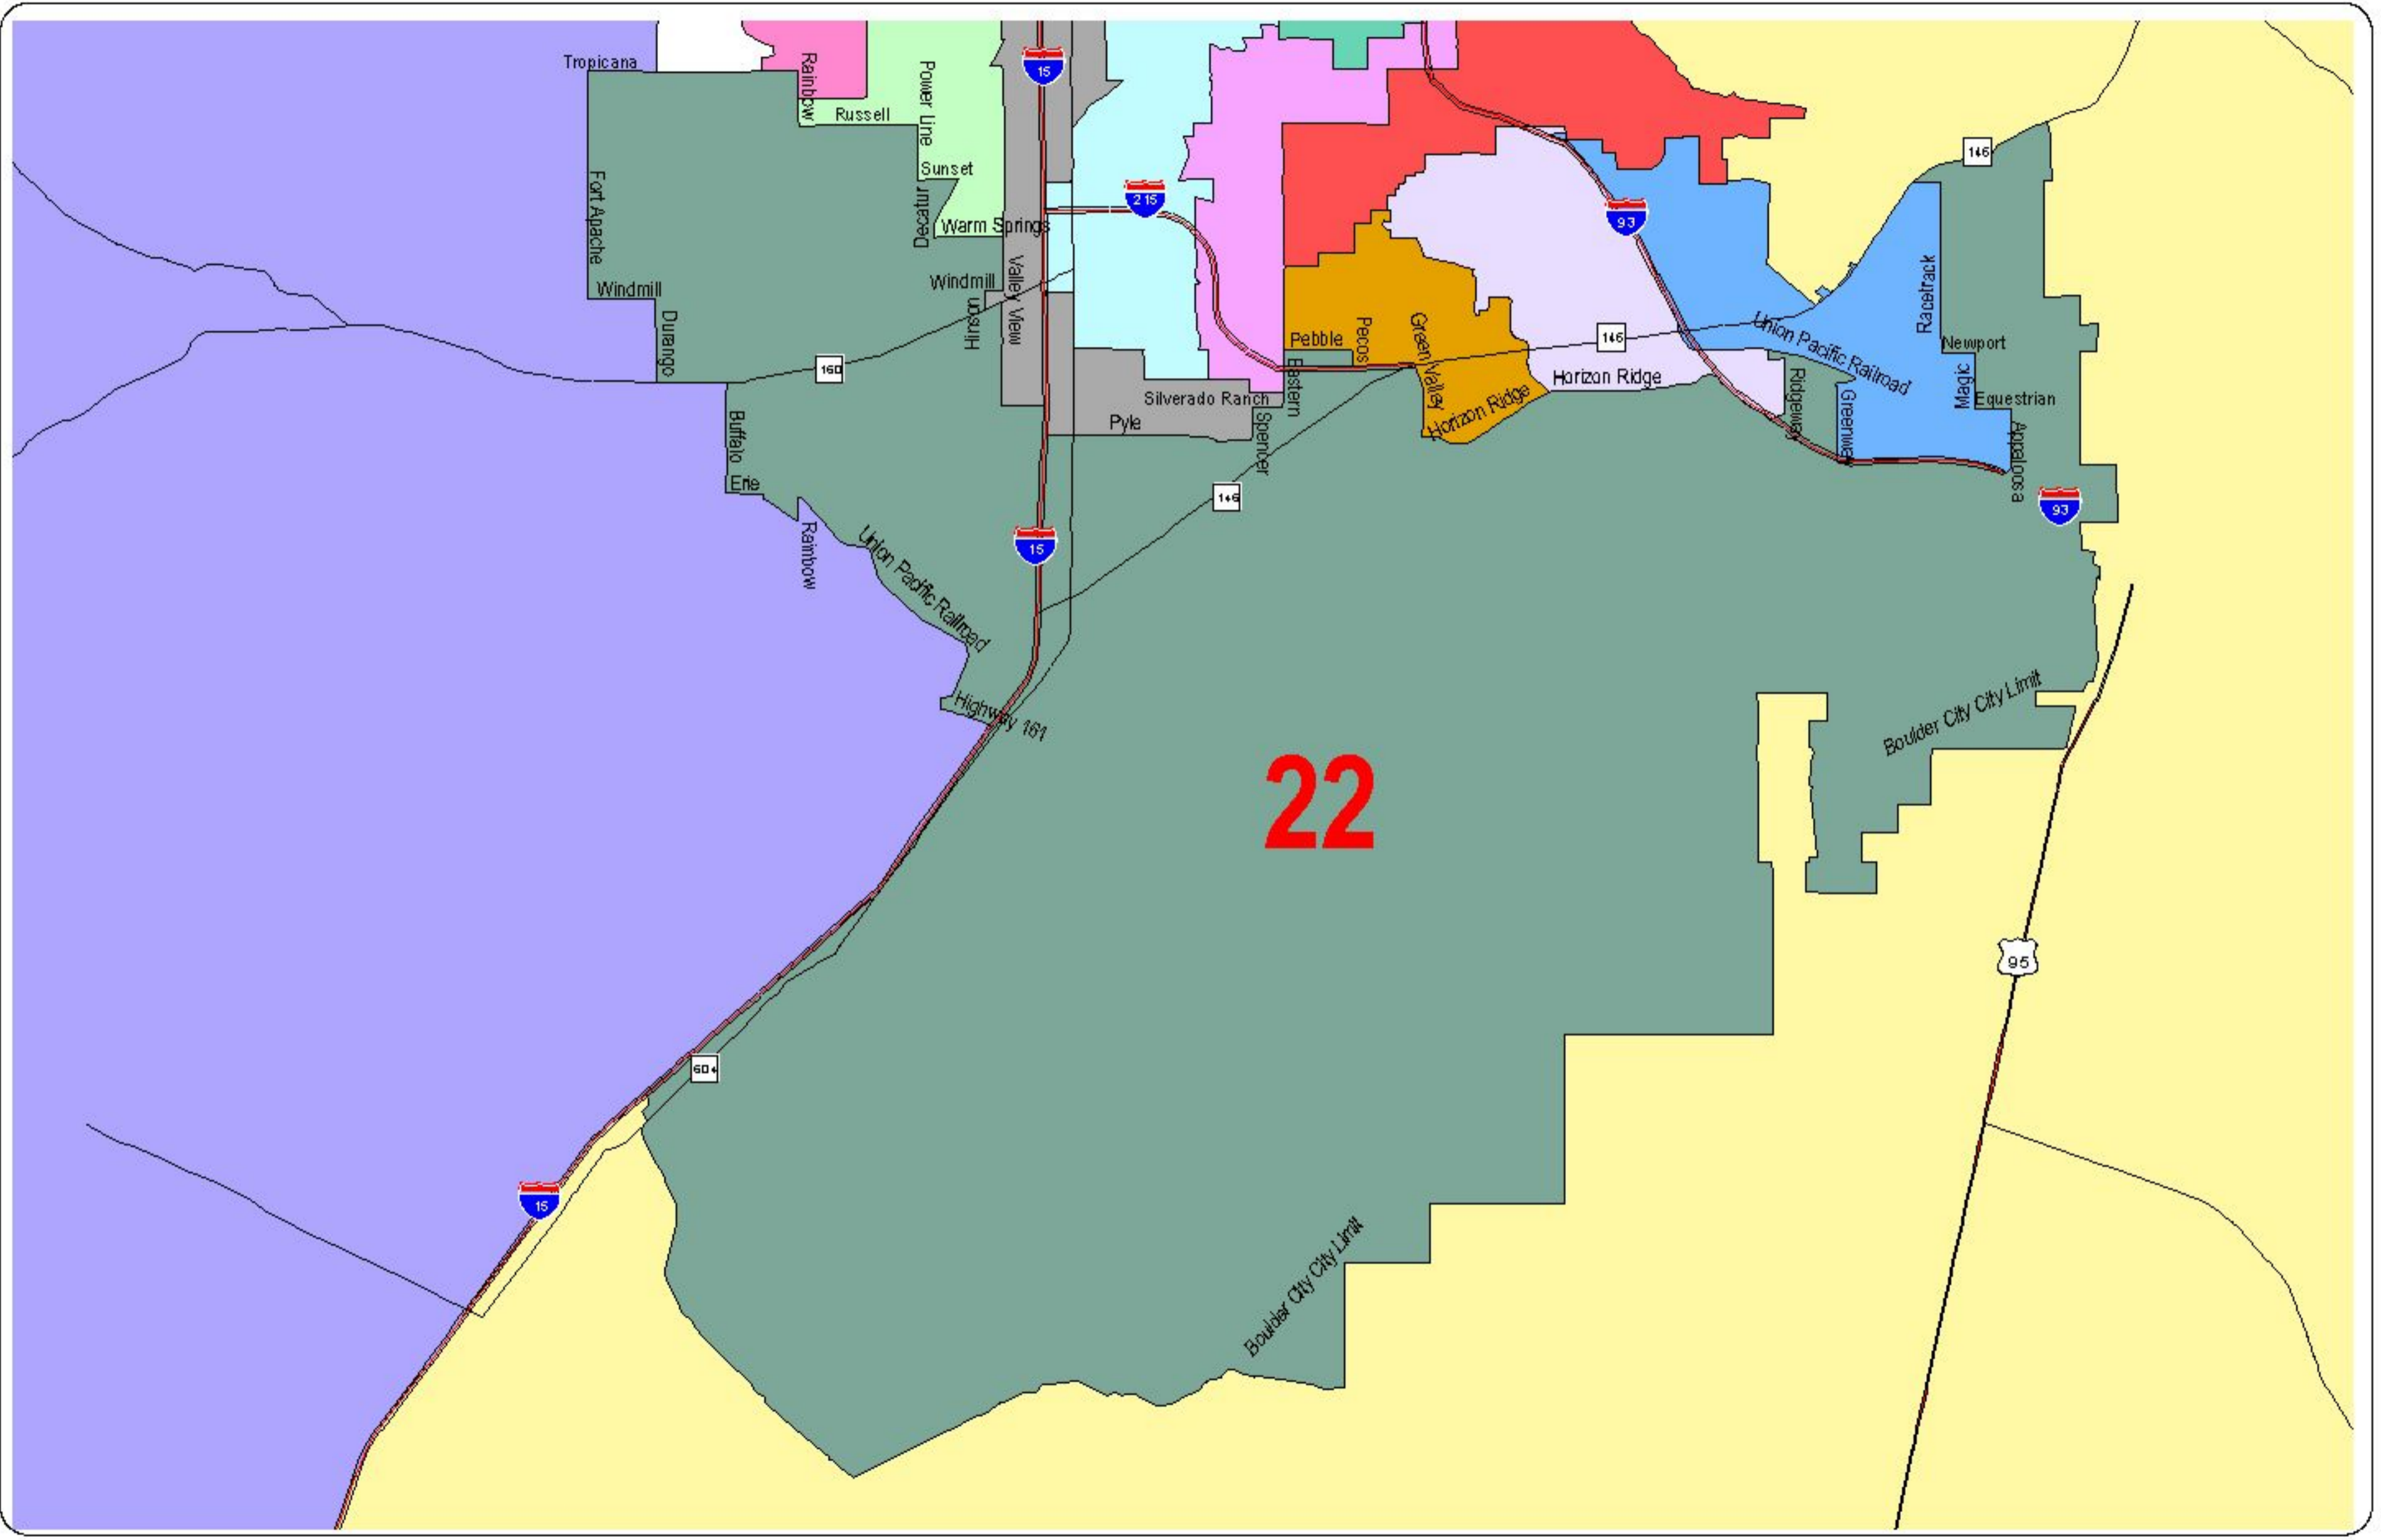 Tropicana
Rainbow
Power Line
15
Russell
146
Sunset
Fort Apache
Decatur
215
Warm Springs
93
Windmill
Windmill
Valley View
Racetrack
Hinson
Durango
Pebble
Pecos
Green Valley
146
Union Pacific Railroad
Newport
160
Eastern
Horizon Ridge
Ridgeway
Magic
Silverado Ranch
Horizon Ridge
Equestrian
Buffalo
Pyle
Spencer
Appaloosa
Erie
146
93
Rainbow
Union Pacific Railroad
15
Highway 161
Boulder City City Limit
22
95
604
15
Boulder City City Limit